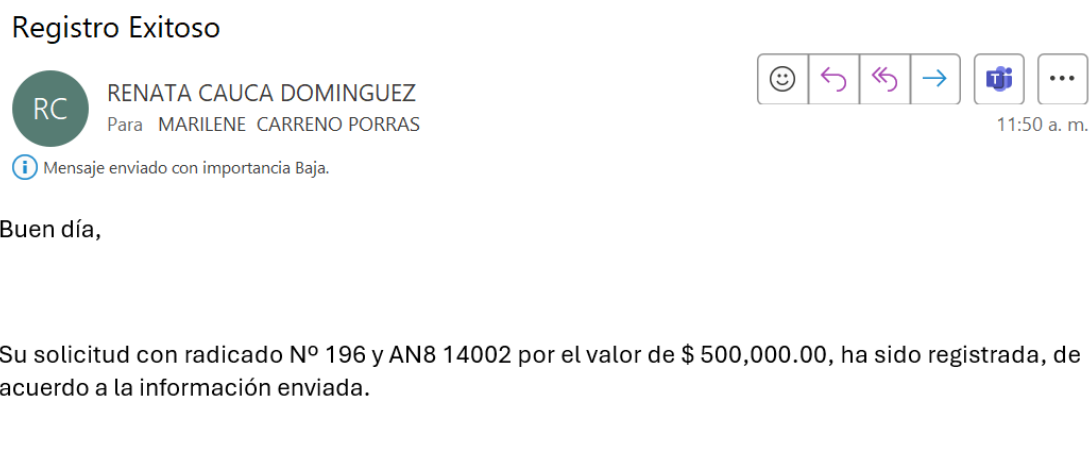 Registro Exitoso
RC
RENATA CAUCA DOMINGUEZ
Para MARILENE CARRENO PORRAS
11:50 a. m.
Mensaje enviado con importancia Baja.
Buen día,
Su solicitud con radicado Nº 196 y AN8 14002 por el valor de $ 500,000.00, ha sido registrada, de
acuerdo a la información enviada.